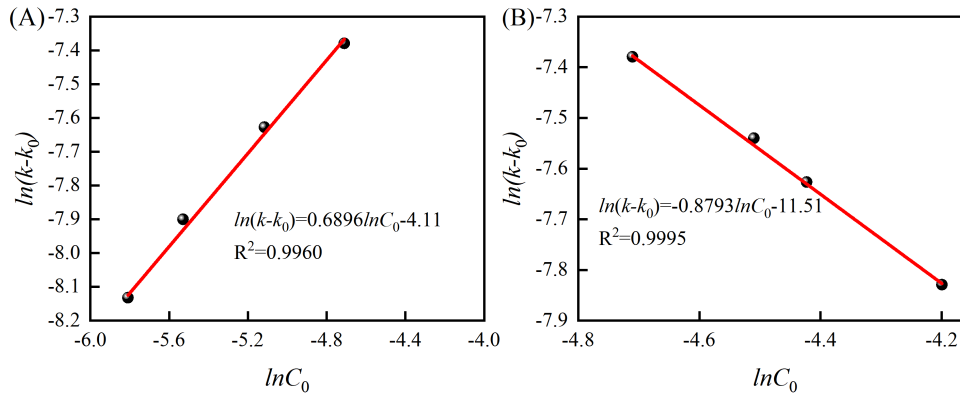 (A)
-7.3
-7.4
-7.5
-7.6
-7.7
-7.8
-7.9
-8.0
-8.1
-8.2
ln(k-k₀)
ln(k-k₀)=0.6896lnC₀-4.11
R²=0.9960
-6.0 -5.6 -5.2 -4.8 -4.4 -4.0
lnC₀
(B)
-7.3
-7.4
-7.5
-7.6
-7.7
-7.8
-7.9
ln(k-k₀)
ln(k-k₀)=-0.8793lnC₀-11.51
R²=0.9995
-4.8 -4.6 -4.4 -4.2
lnC₀